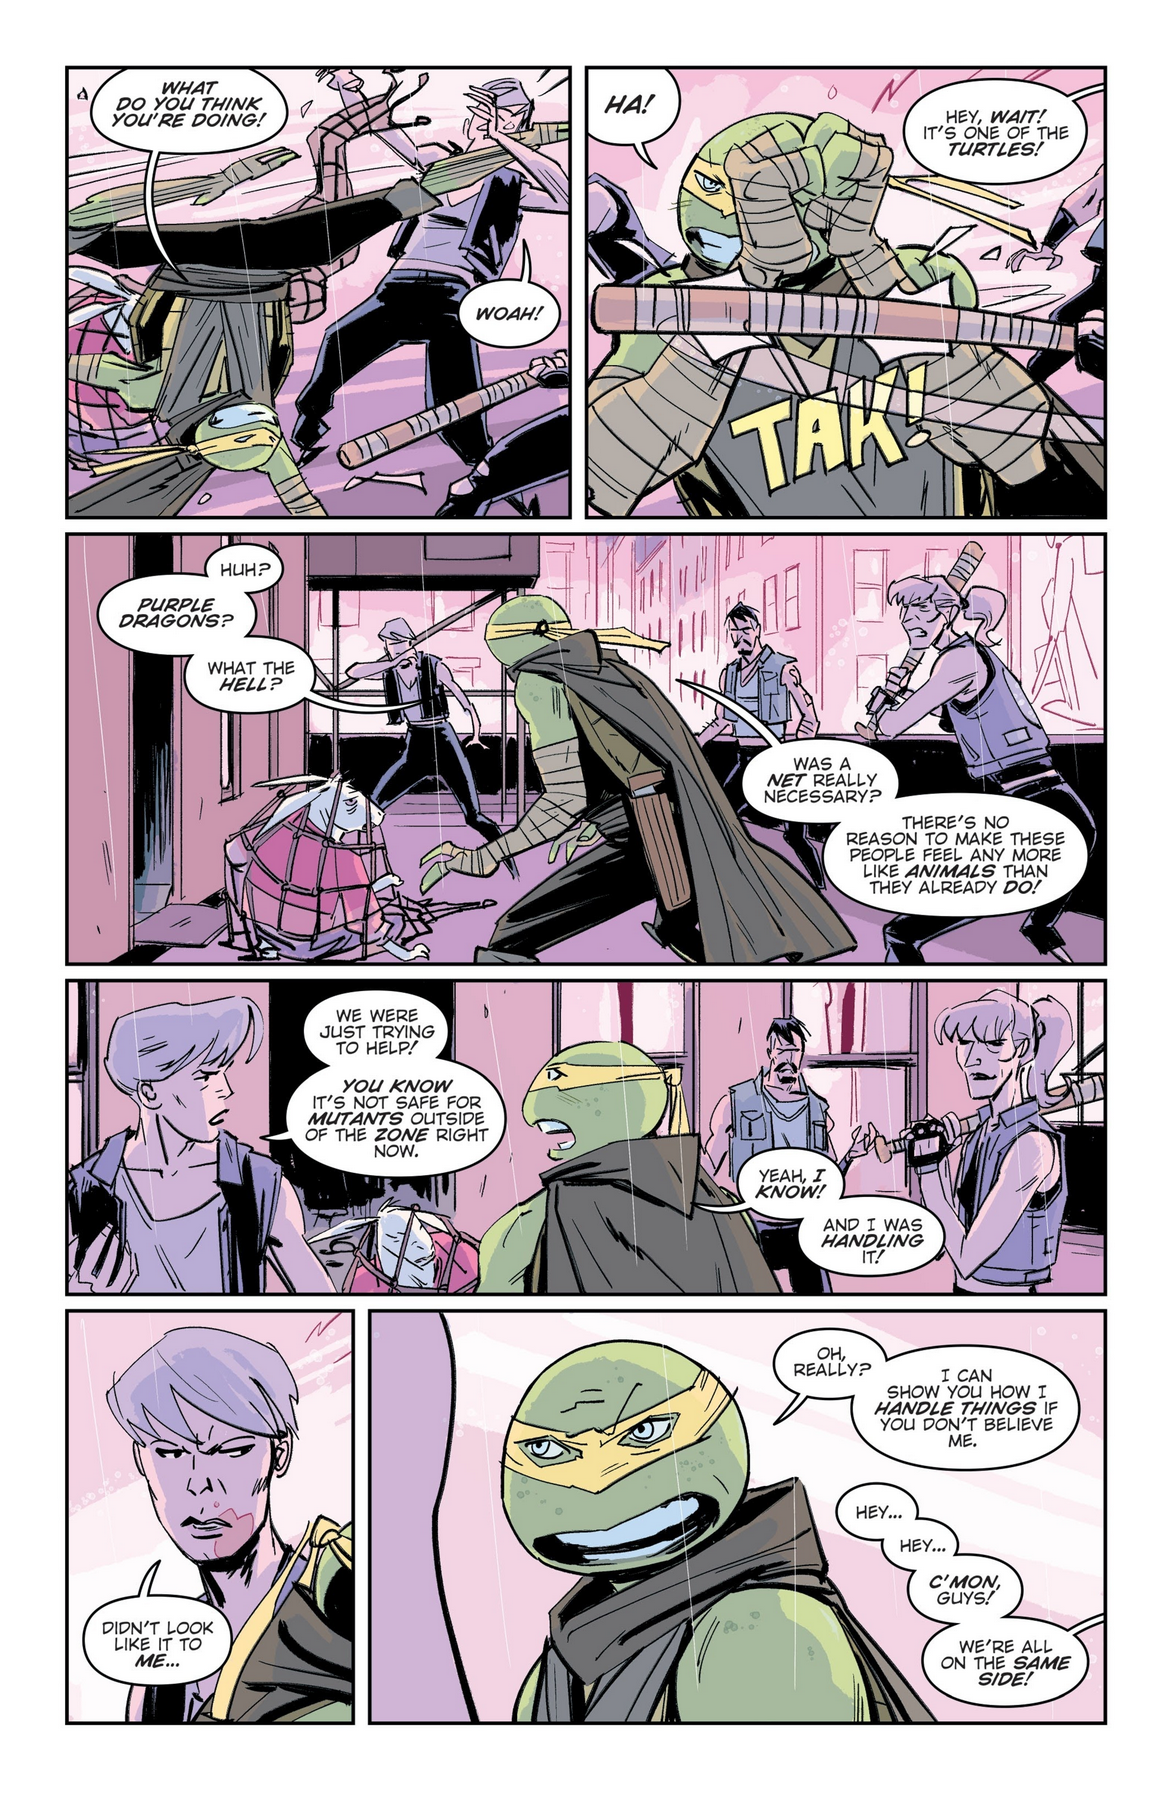 WHAT
DO YOU THINK
YOU'RE DOING!
WOAH!
HA!
HEY, WAIT!
IT'S ONE OF THE
TURTLES!
TAK!
HUH?
PURPLE
DRAGONS?
WHAT THE
HELL?
WAS A
NET REALLY
NECESSARY?
THERE'S NO
REASON TO MAKE THESE
PEOPLE FEEL ANY MORE
LIKE ANIMALS THAN
THEY ALREADY DO!
WE WERE
JUST TRYING
TO HELP!
YOU KNOW
IT'S NOT SAFE FOR
MUTANTS OUTSIDE
OF THE ZONE RIGHT
NOW.
YEAH, I
KNOW!
AND I WAS
HANDLING
IT!
DIDN'T LOOK
LIKE IT TO
ME...
OH,
REALLY?
I CAN
SHOW YOU HOW I
HANDLE THINGS IF
YOU DON'T BELIEVE
ME.
HEY...
HEY...
C'MON,
GUYS!
WE'RE ALL
ON THE SAME
SIDE!